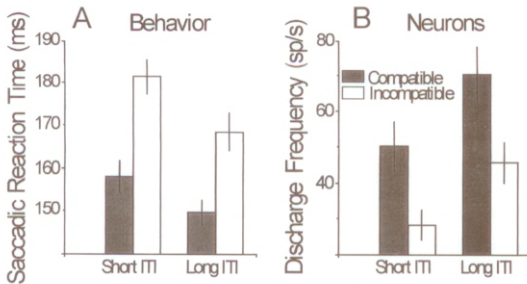 A Behavior
Saccadic Reaction Time (ms)
190
180
170
160
150
Short ITI Long ITI
B Neurons
Discharge Frequency (sp/s)
80
60
40
Compatible
Incompatible
Short ITI Long ITI